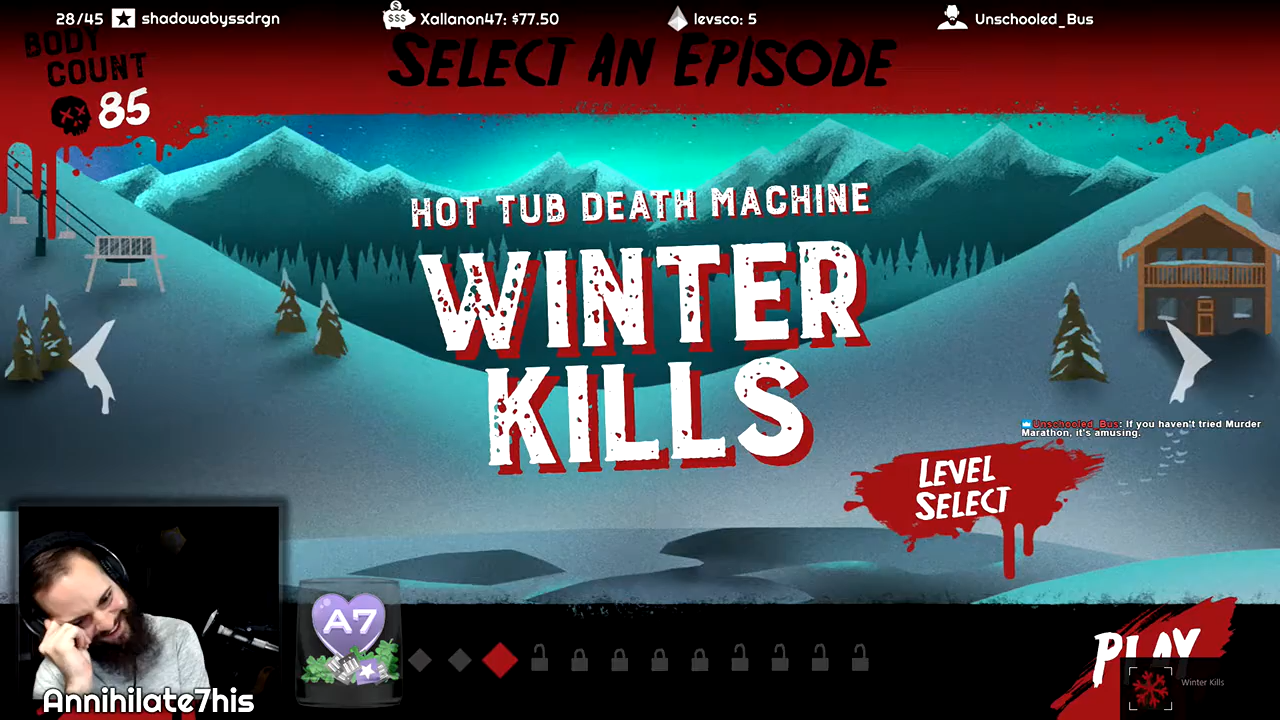 28/45 shadowabyssdrgn
$$$ Xallanon47: $77.50
levsco: 5
Unschooled_Bus
BODY COUNT
85
SELECT AN EPISODE
HOT TUB DEATH MACHINE
WINTER
KILLS
Unschooled_Bus: If you haven't tried Murder
Marathon, it's amusing.
LEVEL
SELECT
A7
PLAY
Winter Kills
Annihilate7his